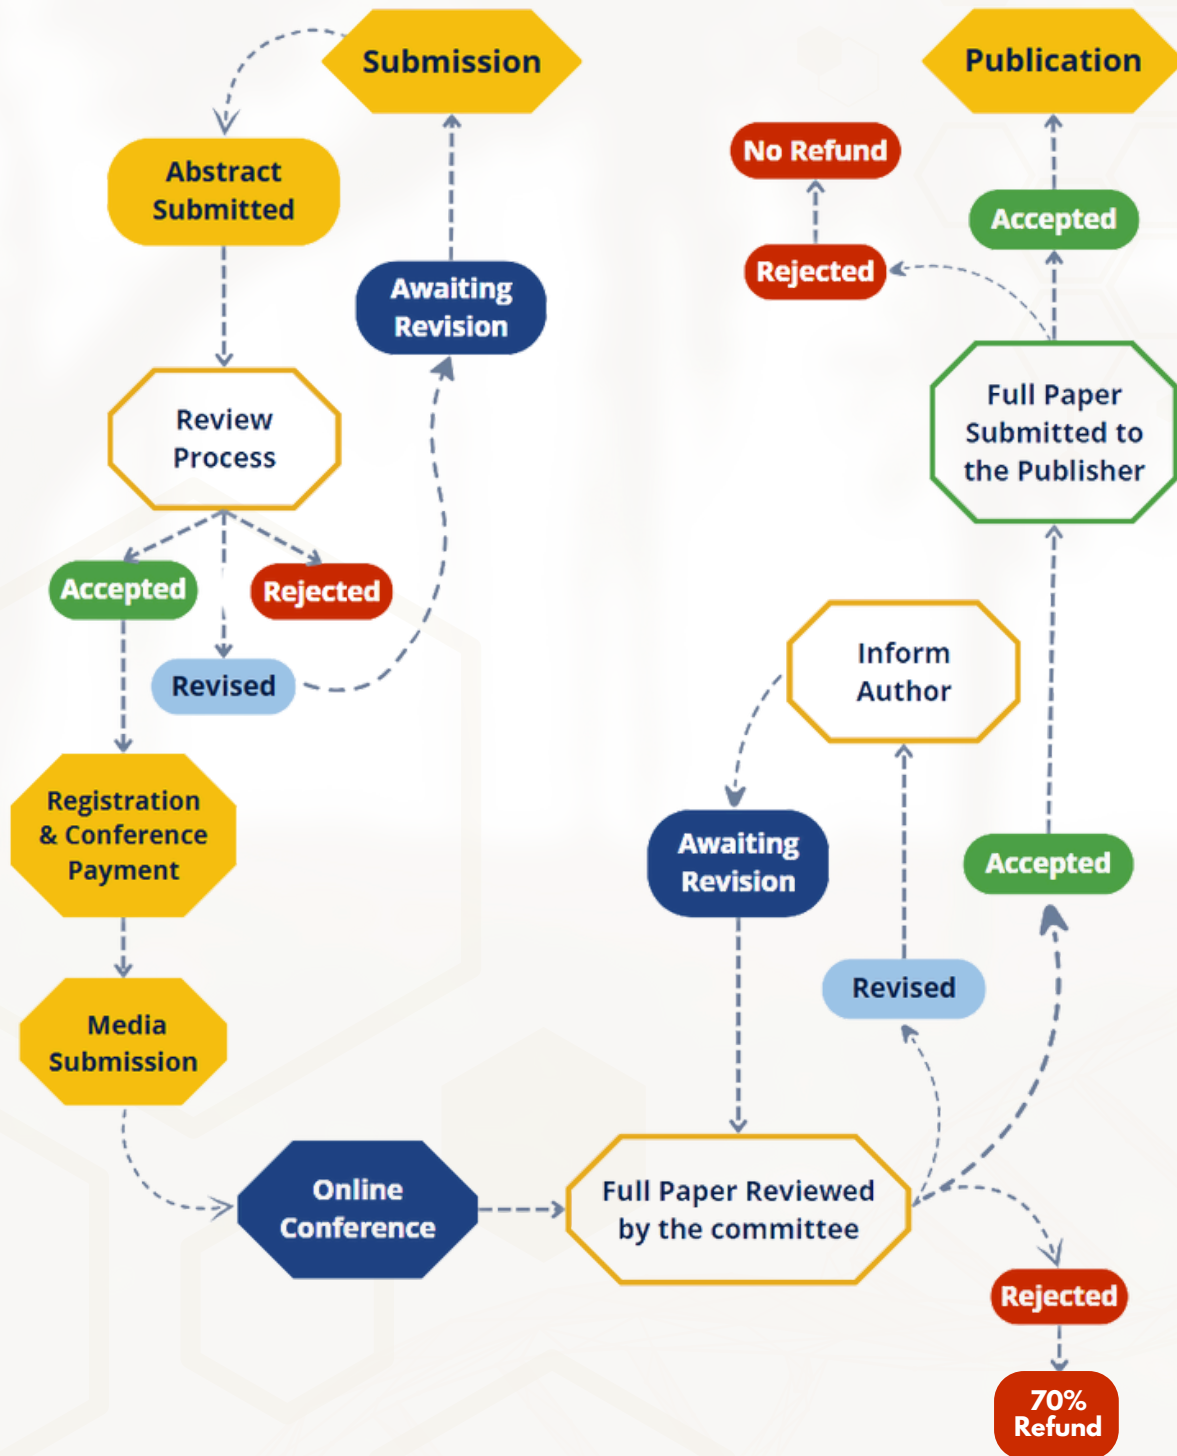 Submission
Abstract
Submitted
Awaiting
Revision
Review
Process
Accepted
Rejected
Revised
Registration
& Conference
Payment
Media
Submission
Online
Conference
Full Paper Reviewed
by the committee
Awaiting
Revision
Inform
Author
Revised
Accepted
Rejected
70%
Refund
Full Paper
Submitted to
the Publisher
Rejected
No Refund
Accepted
Publication